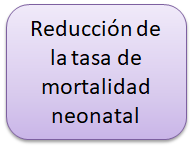 Reducción de
la tasa de
mortalidad
neonatal